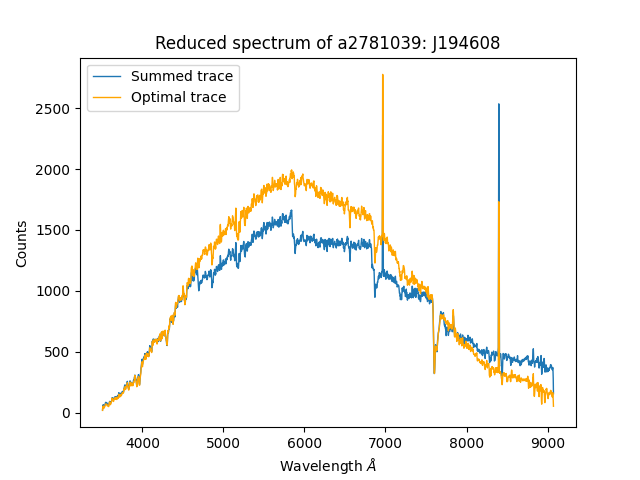 Reduced spectrum of a2781039: J194608
Summed trace
Optimal trace
Counts
2500
2000
1500
1000
500
0
4000 5000 6000 7000 8000 9000
Wavelength Å